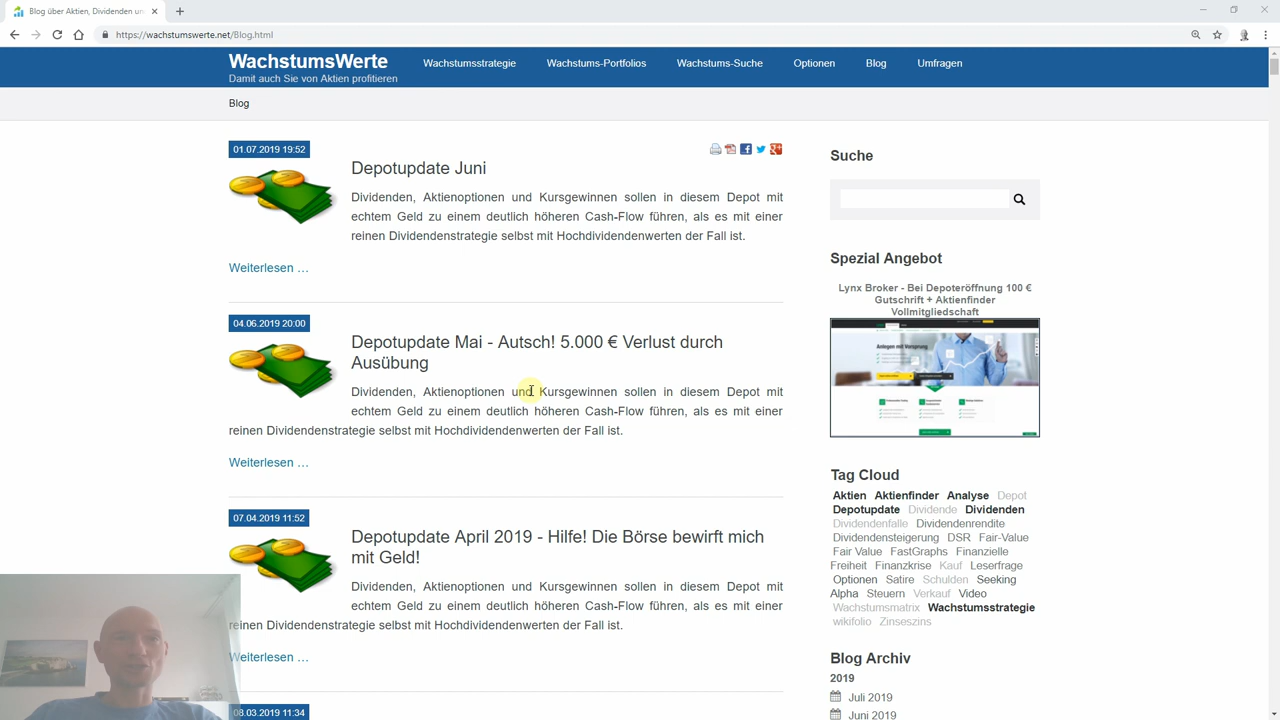 Blog über Aktien, Dividenden un
https://wachstumswerte.net/Blog.html
WachstumsWerte
Damit auch Sie von Aktien profitieren
Wachstumsstrategie Wachstums-Portfolios Wachstums-Suche Optionen Blog Umfragen
Blog
01.07.2019 19:52
Depotupdate Juni
Dividenden, Aktienoptionen und Kursgewinnen sollen in diesem Depot mit
echtem Geld zu einem deutlich höheren Cash-Flow führen, als es mit einer
reinen Dividendenstrategie selbst mit Hochdividendenwerten der Fall ist.
Weiterlesen …
04.06.2019 20:00
Depotupdate Mai - Autsch! 5.000 € Verlust durch
Ausübung
Dividenden, Aktienoptionen und Kursgewinnen sollen in diesem Depot mit
echtem Geld zu einem deutlich höheren Cash-Flow führen, als es mit einer
reinen Dividendenstrategie selbst mit Hochdividendenwerten der Fall ist.
Weiterlesen …
07.04.2019 11:52
Depotupdate April 2019 - Hilfe! Die Börse bewirft mich
mit Geld!
Dividenden, Aktienoptionen und Kursgewinnen sollen in diesem Depot mit
echtem Geld zu einem deutlich höheren Cash-Flow führen, als es mit einer
reinen Dividendenstrategie selbst mit Hochdividendenwerten der Fall ist.
Weiterlesen …
08.03.2019 11:34
Suche
Spezial Angebot
Lynx Broker - Bei Depoteröffnung 100 €
Gutschrift + Aktienfinder
Vollmitgliedschaft
Anlegen mit Vorsprung
Tag Cloud
Aktien Aktienfinder Analyse Depot
Depotupdate Dividende Dividenden
Dividendenfalle Dividendenrendite
Dividendensteigerung DSR Fair-Value
Fair Value FastGraphs Finanzielle
Freiheit Finanzkrise Kauf Leserfrage
Optionen Satire Schulden Seeking
Alpha Steuern Verkauf Video
Wachstumsmatrix Wachstumsstrategie
wikifolio Zinseszins
Blog Archiv
2019
Juli 2019
Juni 2019